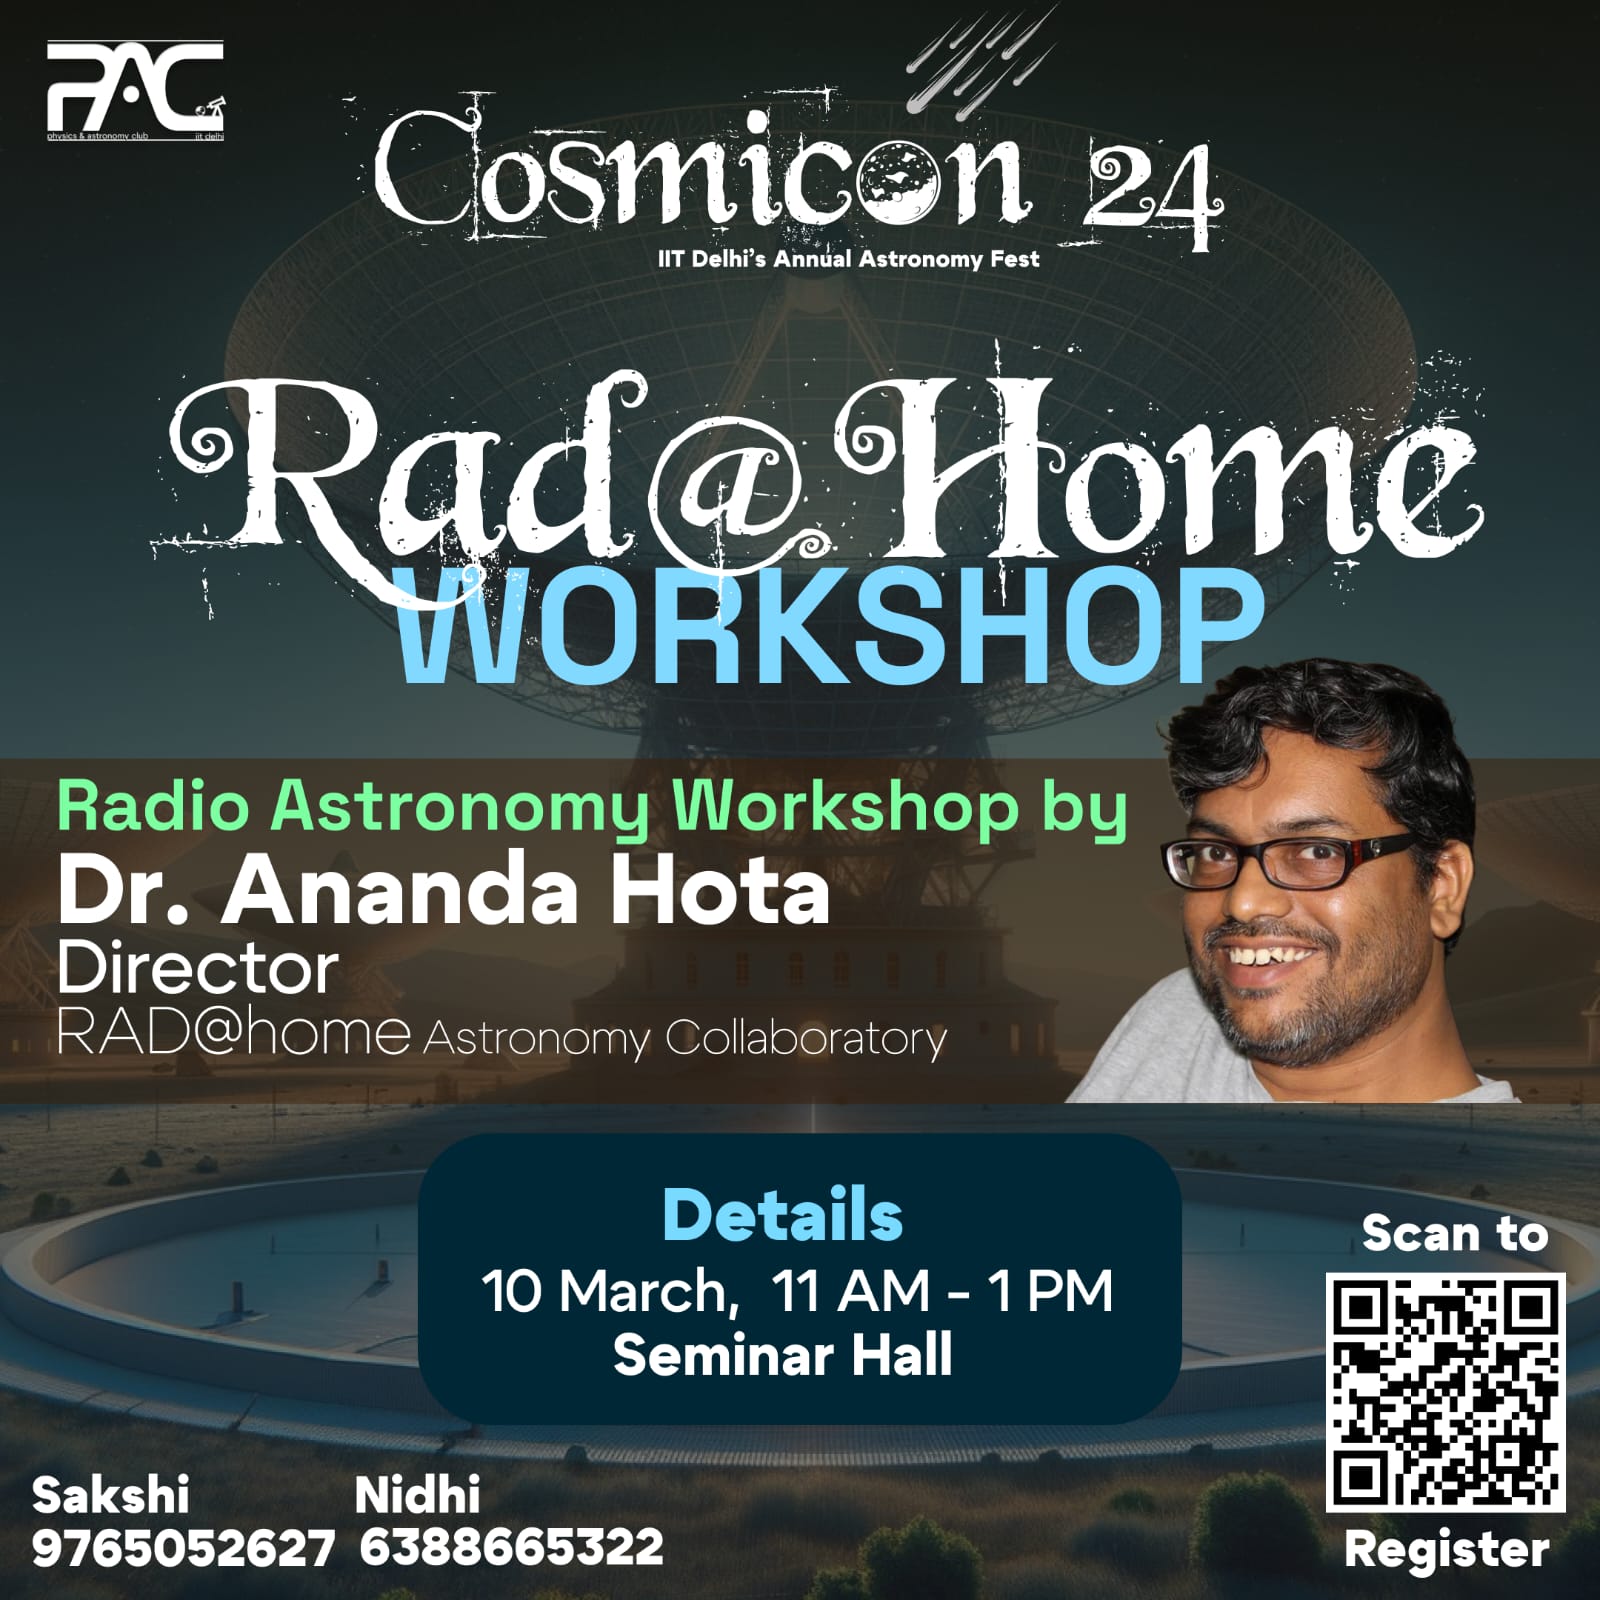 PAC
physics & astronomy club iit delhi
Cosmicon 24
IIT Delhi's Annual Astronomy Fest
Rad@Home
WORKSHOP
Radio Astronomy Workshop by
Dr. Ananda Hota
Director
RAD@home Astronomy Collaboratory
Details
10 March, 11 AM - 1 PM
Seminar Hall
Scan to
Register
Sakshi Nidhi
9765052627 6388665322